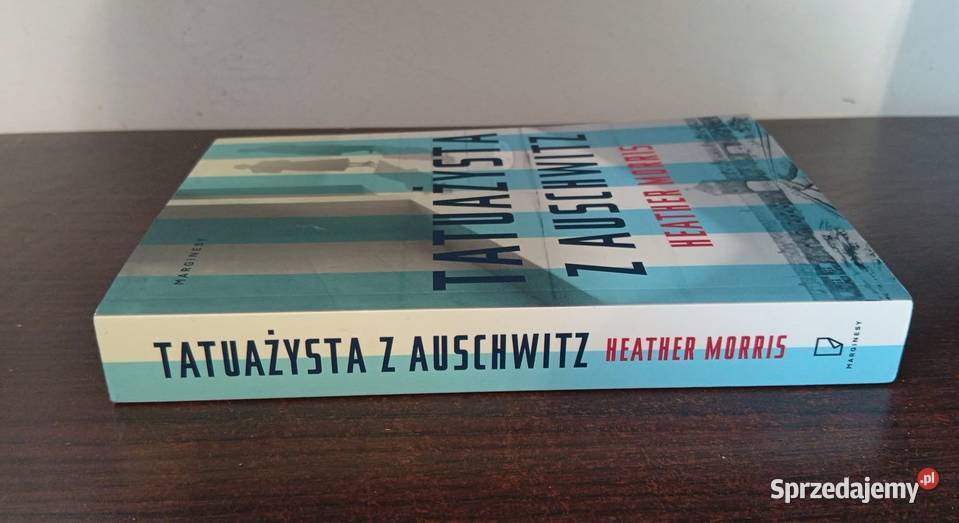 TATUAŻYSTA
Z AUSCHWITZ
HEATHER MORRIS
MARGINESY
TATUAŻYSTA Z AUSCHWITZ HEATHER MORRIS MARGINESY
Sprzedajemy.pl